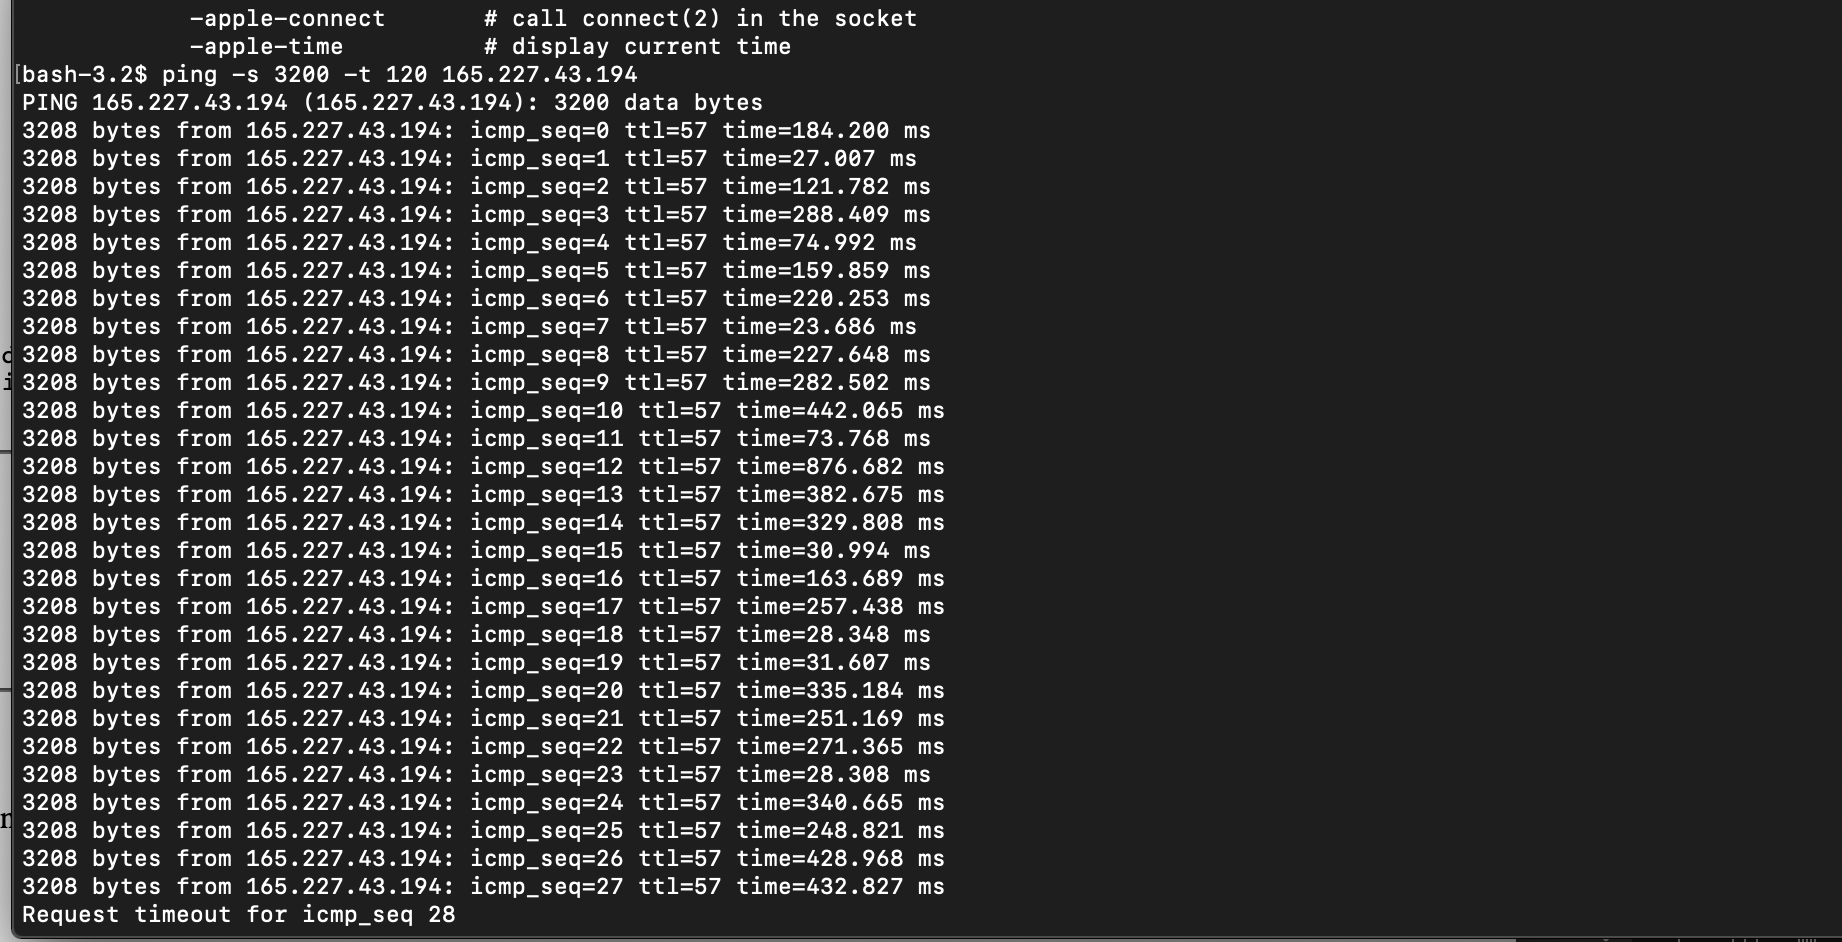 -apple-connect # call connect(2) in the socket
-apple-time # display current time
bash-3.2$ ping -s 3200 -t 120 165.227.43.194
PING 165.227.43.194 (165.227.43.194): 3200 data bytes
3208 bytes from 165.227.43.194: icmp_seq=0 ttl=57 time=184.200 ms
3208 bytes from 165.227.43.194: icmp_seq=1 ttl=57 time=27.007 ms
3208 bytes from 165.227.43.194: icmp_seq=2 ttl=57 time=121.782 ms
3208 bytes from 165.227.43.194: icmp_seq=3 ttl=57 time=288.409 ms
3208 bytes from 165.227.43.194: icmp_seq=4 ttl=57 time=74.992 ms
3208 bytes from 165.227.43.194: icmp_seq=5 ttl=57 time=159.859 ms
3208 bytes from 165.227.43.194: icmp_seq=6 ttl=57 time=220.253 ms
3208 bytes from 165.227.43.194: icmp_seq=7 ttl=57 time=23.686 ms
3208 bytes from 165.227.43.194: icmp_seq=8 ttl=57 time=227.648 ms
3208 bytes from 165.227.43.194: icmp_seq=9 ttl=57 time=282.502 ms
3208 bytes from 165.227.43.194: icmp_seq=10 ttl=57 time=442.065 ms
3208 bytes from 165.227.43.194: icmp_seq=11 ttl=57 time=73.768 ms
3208 bytes from 165.227.43.194: icmp_seq=12 ttl=57 time=876.682 ms
3208 bytes from 165.227.43.194: icmp_seq=13 ttl=57 time=382.675 ms
3208 bytes from 165.227.43.194: icmp_seq=14 ttl=57 time=329.808 ms
3208 bytes from 165.227.43.194: icmp_seq=15 ttl=57 time=30.994 ms
3208 bytes from 165.227.43.194: icmp_seq=16 ttl=57 time=163.689 ms
3208 bytes from 165.227.43.194: icmp_seq=17 ttl=57 time=257.438 ms
3208 bytes from 165.227.43.194: icmp_seq=18 ttl=57 time=28.348 ms
3208 bytes from 165.227.43.194: icmp_seq=19 ttl=57 time=31.607 ms
3208 bytes from 165.227.43.194: icmp_seq=20 ttl=57 time=335.184 ms
3208 bytes from 165.227.43.194: icmp_seq=21 ttl=57 time=251.169 ms
3208 bytes from 165.227.43.194: icmp_seq=22 ttl=57 time=271.365 ms
3208 bytes from 165.227.43.194: icmp_seq=23 ttl=57 time=28.308 ms
3208 bytes from 165.227.43.194: icmp_seq=24 ttl=57 time=340.665 ms
3208 bytes from 165.227.43.194: icmp_seq=25 ttl=57 time=248.821 ms
3208 bytes from 165.227.43.194: icmp_seq=26 ttl=57 time=428.968 ms
3208 bytes from 165.227.43.194: icmp_seq=27 ttl=57 time=432.827 ms
Request timeout for icmp_seq 28